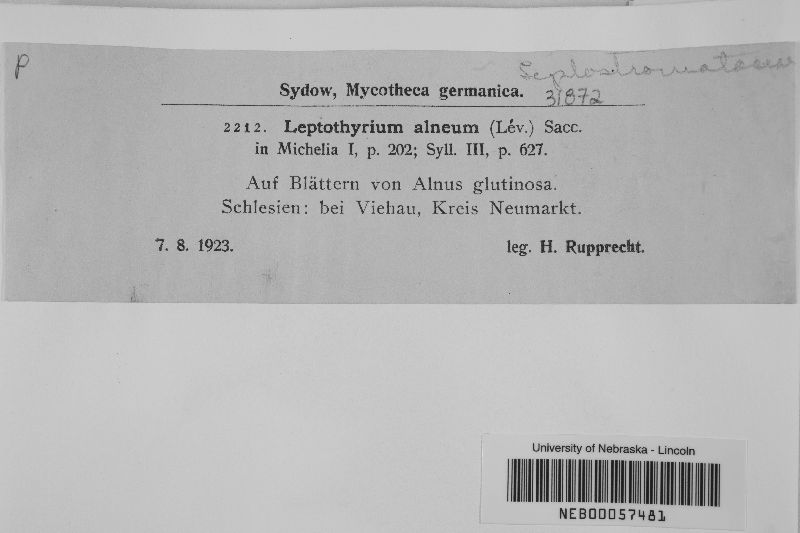 P
Leptostromataceae
Sydow, Mycotheca germanica.
31872
2212. Leptothyrium alneum (Lév.) Sacc.
in Michelia I, p. 202; Syll. III, p. 627.
Auf Blättern von Alnus glutinosa.
Schlesien: bei Viehau, Kreis Neumarkt.
7. 8. 1923. leg. H. Rupprecht.
University of Nebraska - Lincoln
NEB00057481